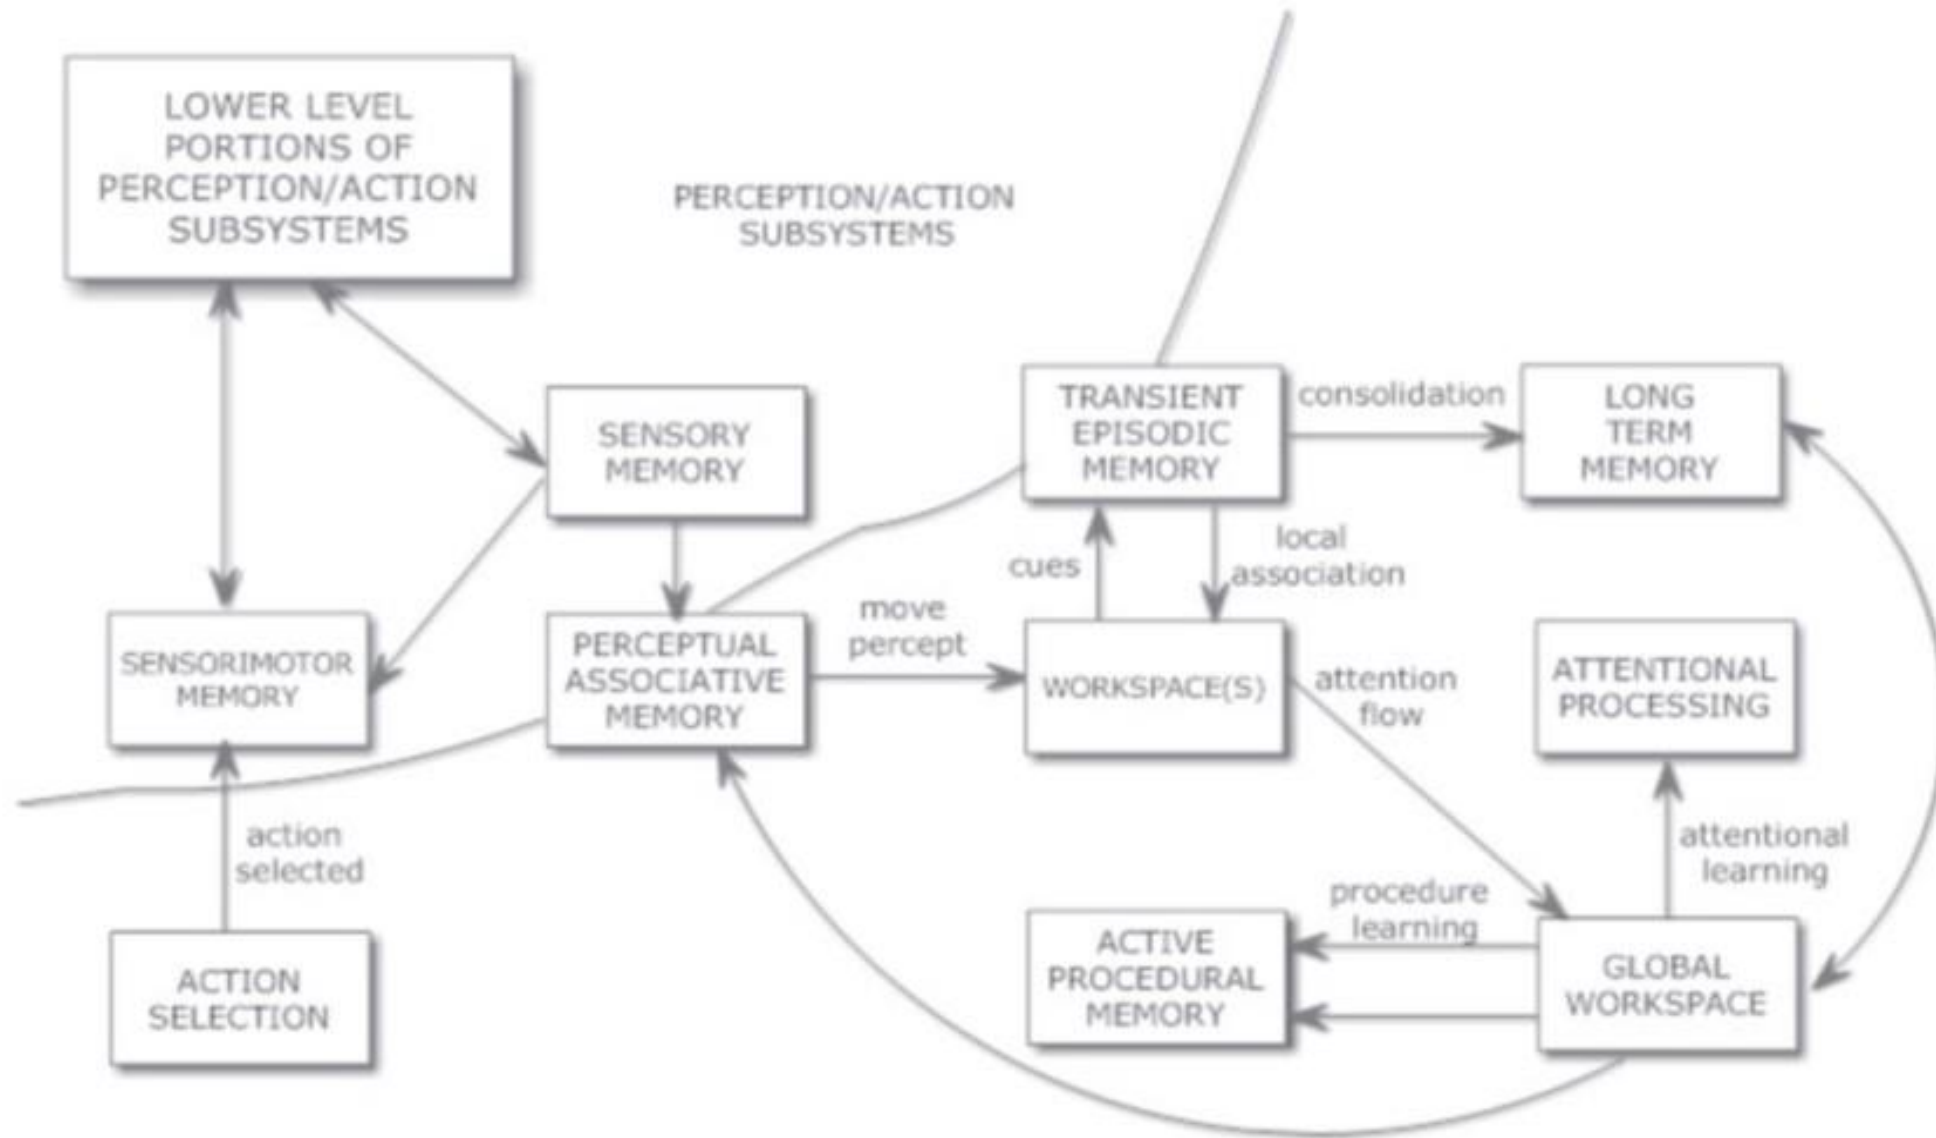 LOWER LEVEL
PORTIONS OF
PERCEPTION/ACTION
SUBSYSTEMS
PERCEPTION/ACTION
SUBSYSTEMS
SENSORY
MEMORY
TRANSIENT
EPISODIC
MEMORY
consolidation
LONG
TERM
MEMORY
cues
local
association
SENSORIMOTOR
MEMORY
PERCEPTUAL
ASSOCIATIVE
MEMORY
move
percept
WORKSPACE(S)
attention
flow
ATTENTIONAL
PROCESSING
action
selected
attentional
learning
procedure
learning
ACTION
SELECTION
ACTIVE
PROCEDURAL
MEMORY
GLOBAL
WORKSPACE